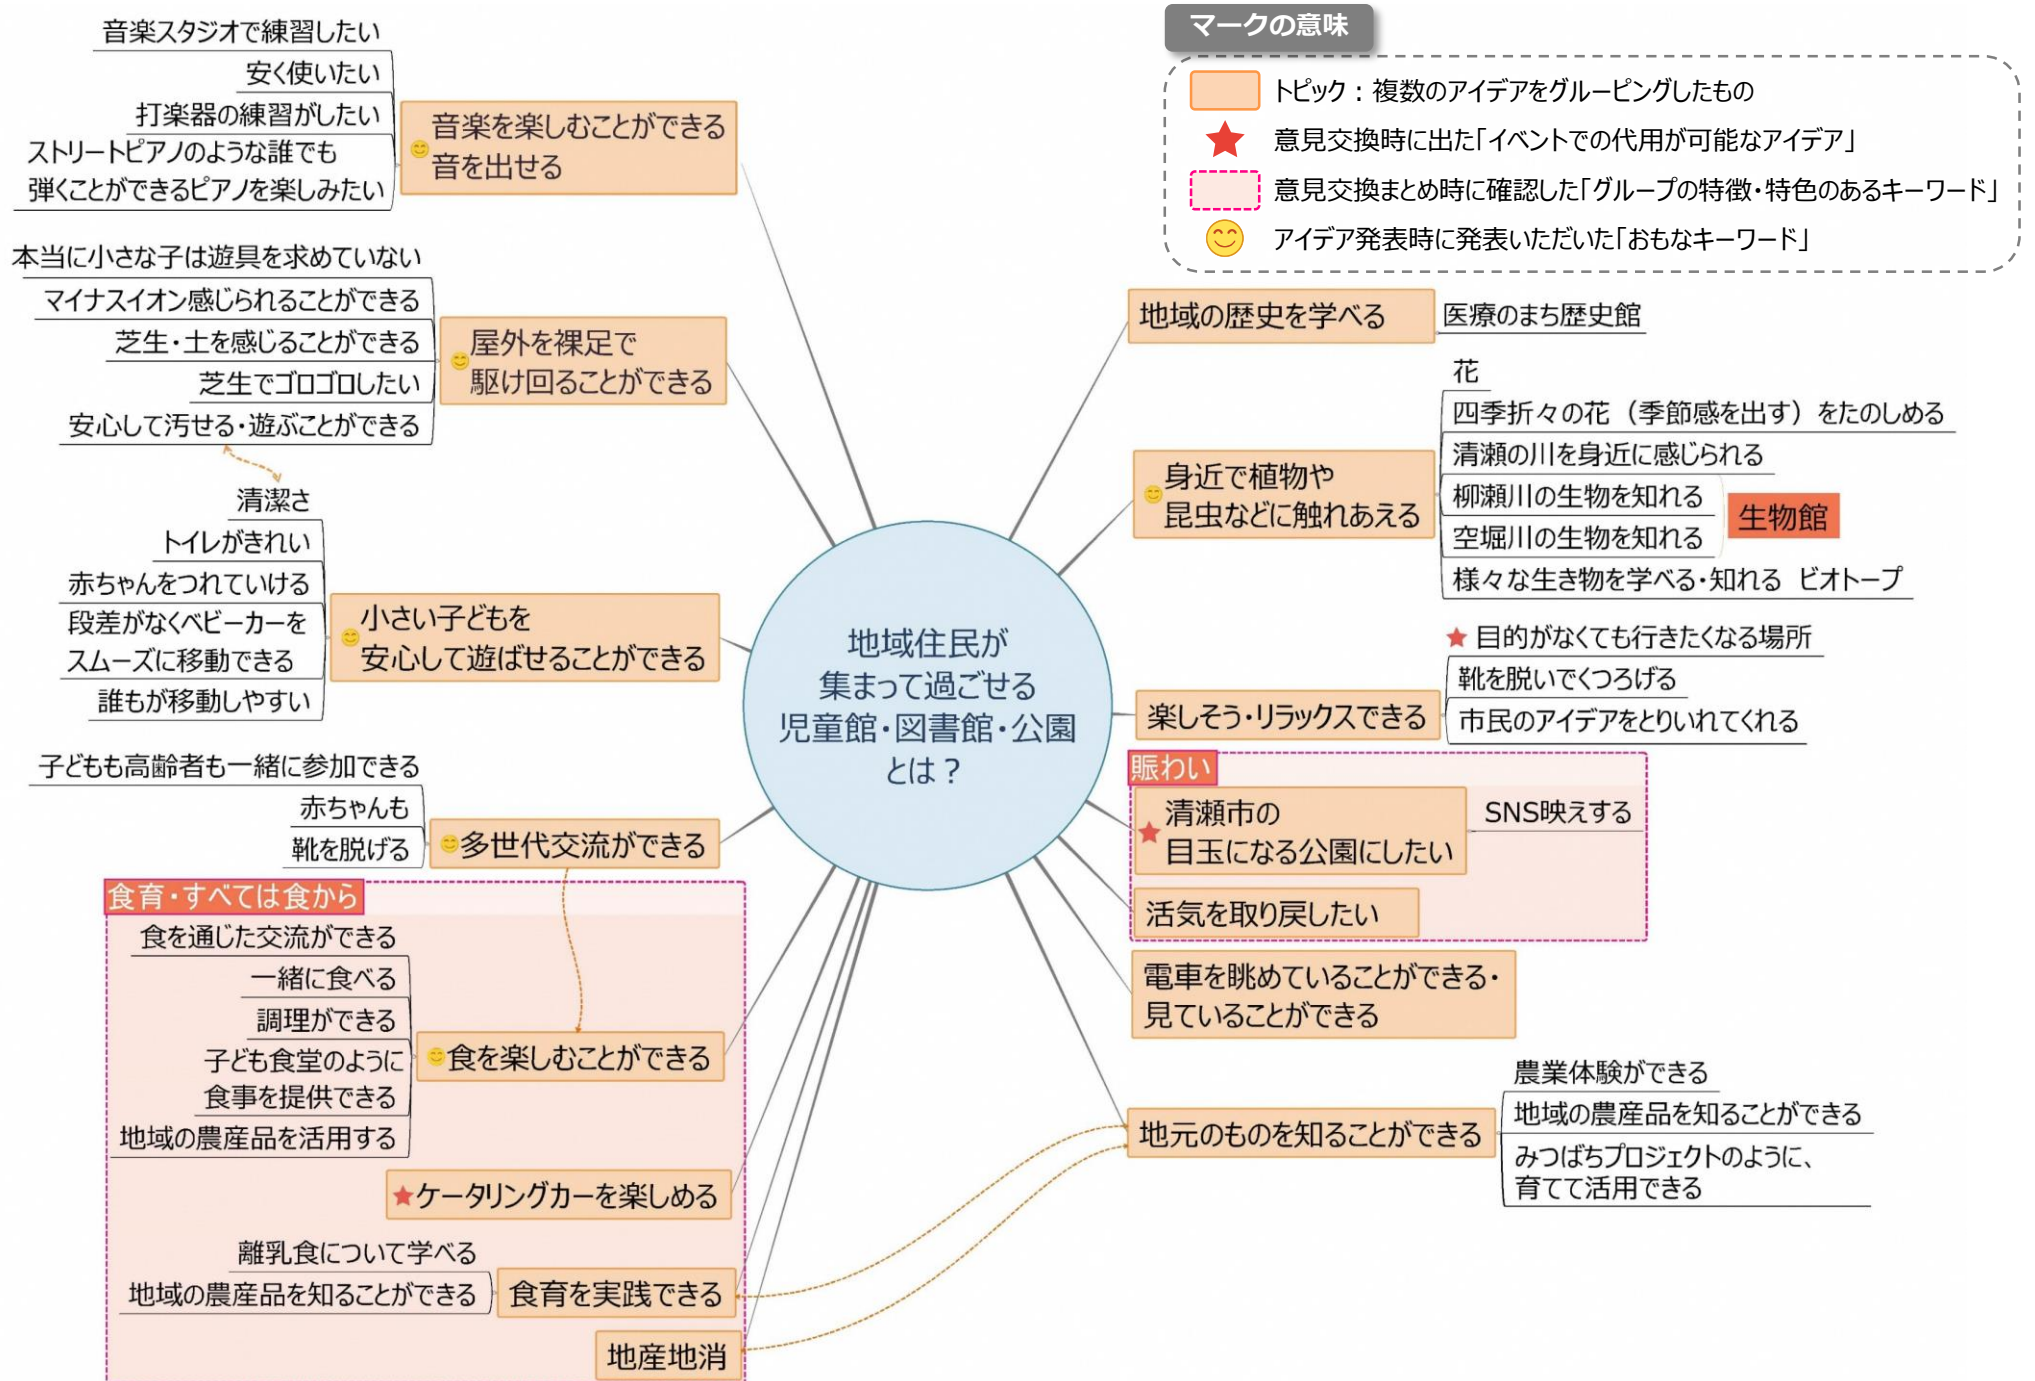 マークの意味
トピック：複数のアイデアをグルーピングしたもの
意見交換時に出た「イベントでの代用が可能なアイデア」
意見交換まとめ時に確認した「グループの特徴・特色のあるキーワード」
アイデア発表時に発表いただいた「おもなキーワード」
地域住民が
集まって過ごせる
児童館・図書館・公園
とは？
音楽を楽しむことができる
音を出せる
音楽スタジオで練習したい
安く使いたい
打楽器の練習がしたい
ストリートピアノのような誰でも
弾くことができるピアノを楽しみたい
屋外を裸足で
駆け回ることができる
本当に小さな子は遊具を求めていない
マイナスイオン感じられることができる
芝生・土を感じることができる
芝生でゴロゴロしたい
安心して汚せる・遊ぶことができる
小さい子どもを
安心して遊ばせることができる
清潔さ
トイレがきれい
赤ちゃんをつれていける
段差がなくベビーカーを
スムーズに移動できる
誰もが移動しやすい
多世代交流ができる
子どもも高齢者も一緒に参加できる
赤ちゃんも
靴を脱げる
食育・すべては食から
食を楽しむことができる
食を通じた交流ができる
一緒に食べる
調理ができる
子ども食堂のように
食事を提供できる
地域の農産品を活用する
ケータリングカーを楽しめる
食育を実践できる
離乳食について学べる
地域の農産品を知ることができる
地産地消
地域の歴史を学べる
医療のまち歴史館
身近で植物や
昆虫などに触れあえる
花
四季折々の花（季節感を出す）をたのしめる
清瀬の川を身近に感じられる
柳瀬川の生物を知れる
空堀川の生物を知れる
生物館
様々な生き物を学べる・知れる ビオトープ
楽しそう・リラックスできる
目的がなくても行きたくなる場所
靴を脱いでくつろげる
市民のアイデアをとりいれてくれる
賑わい
清瀬市の
目玉になる公園にしたい
SNS映えする
活気を取り戻したい
電車を眺めていることができる・
見ていることができる
地元のものを知ることができる
農業体験ができる
地域の農産品を知ることができる
みつばちプロジェクトのように、
育てて活用できる